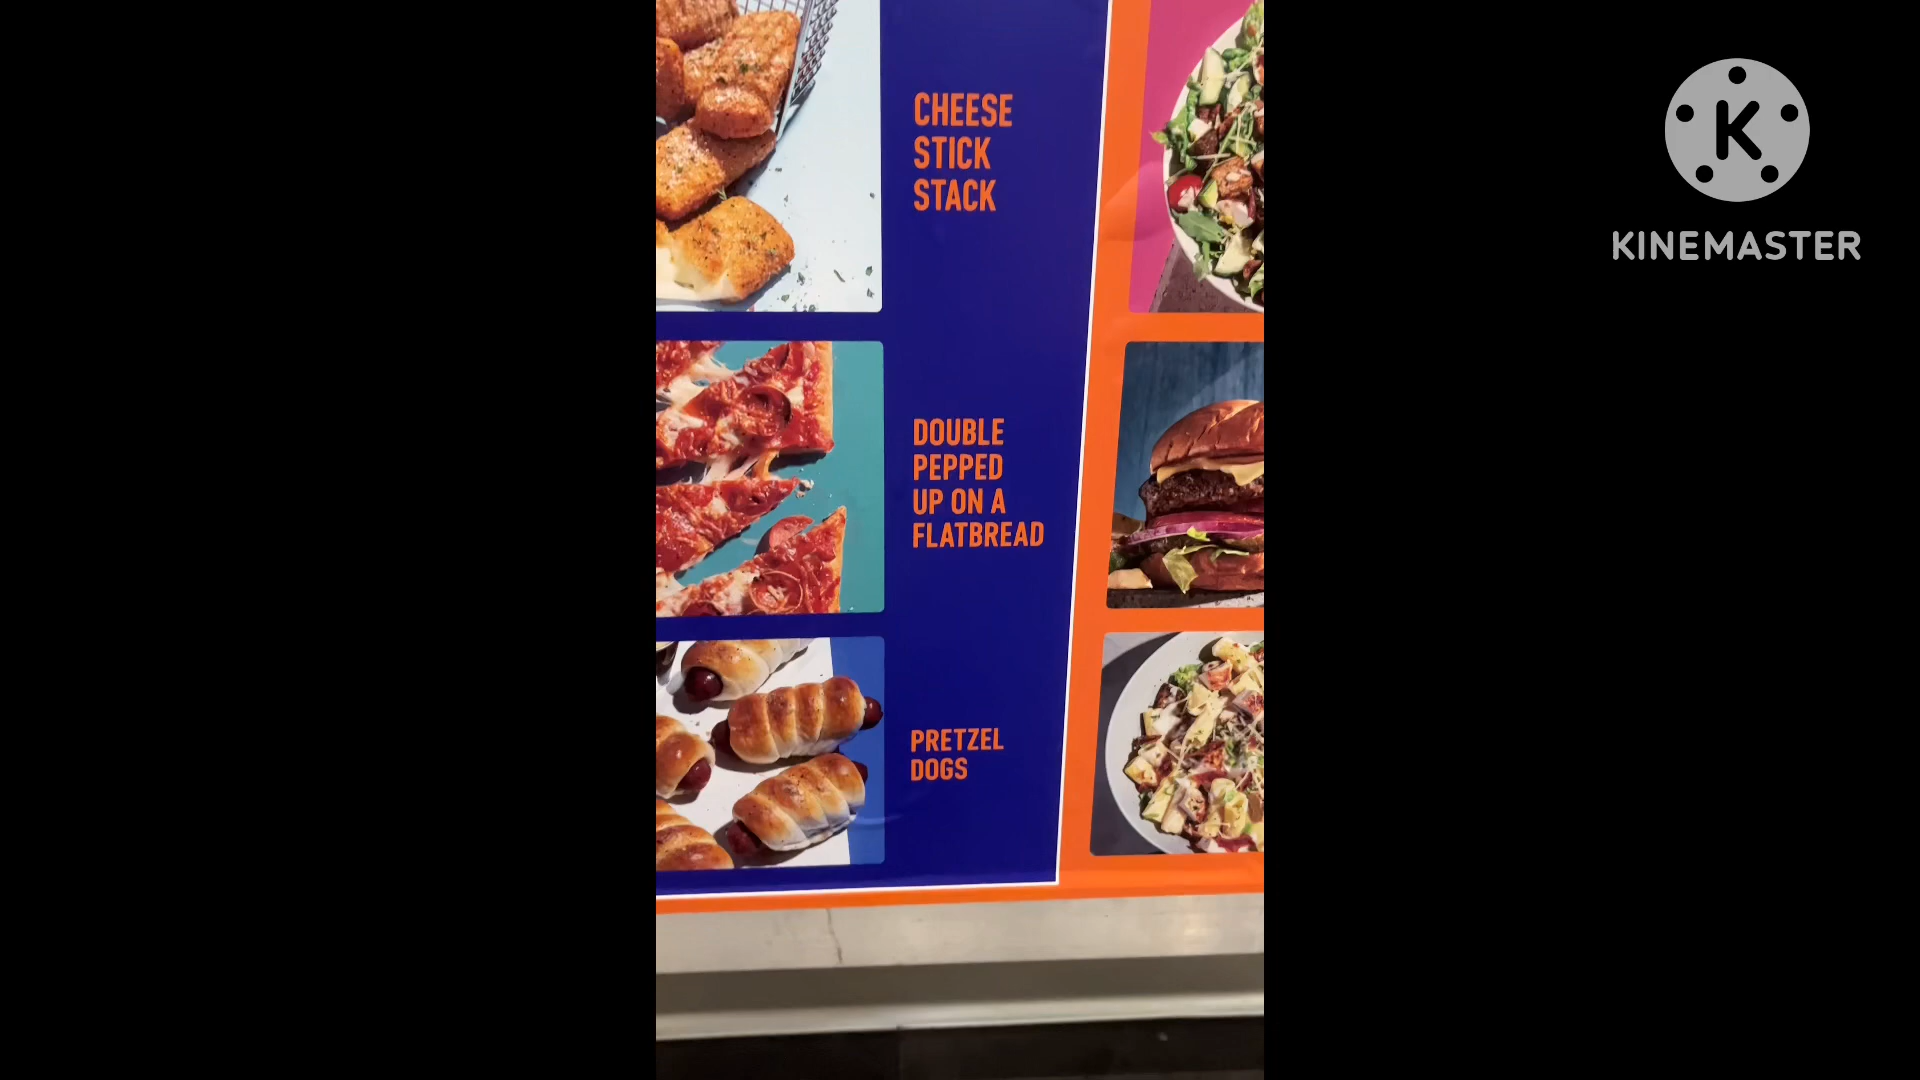 CHEESE
STICK
STACK
DOUBLE
PEPPED
UP ON A
FLATBREAD
PRETZEL
DOGS
K
KINEMASTER